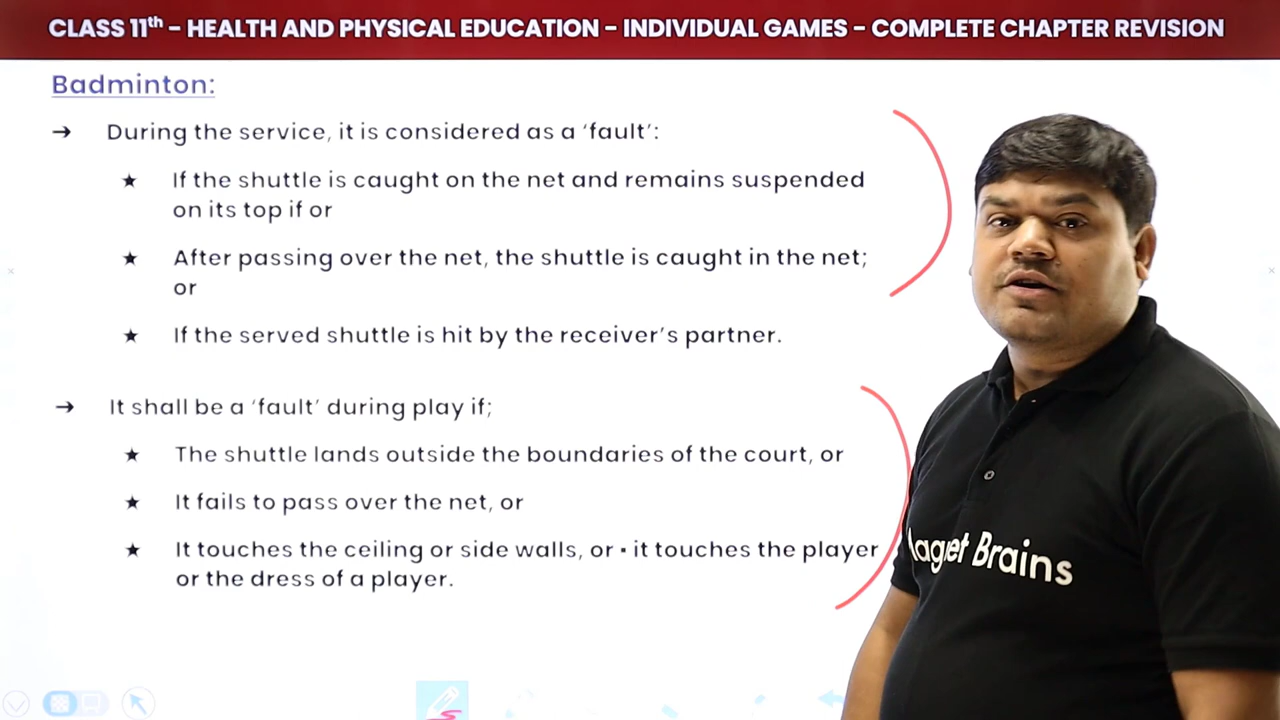 CLASS 11th – HEALTH AND PHYSICAL EDUCATION – INDIVIDUAL GAMES – COMPLETE CHAPTER REVISION
Badminton:
→ During the service, it is considered as a ‘fault’:
★ If the shuttle is caught on the net and remains suspended
on its top if or
★ After passing over the net, the shuttle is caught in the net;
or
★ If the served shuttle is hit by the receiver’s partner.
→ It shall be a ‘fault’ during play if;
★ The shuttle lands outside the boundaries of the court, or
★ It fails to pass over the net, or
★ It touches the ceiling or side walls, or ▪ it touches the player
or the dress of a player.
Magnet Brains